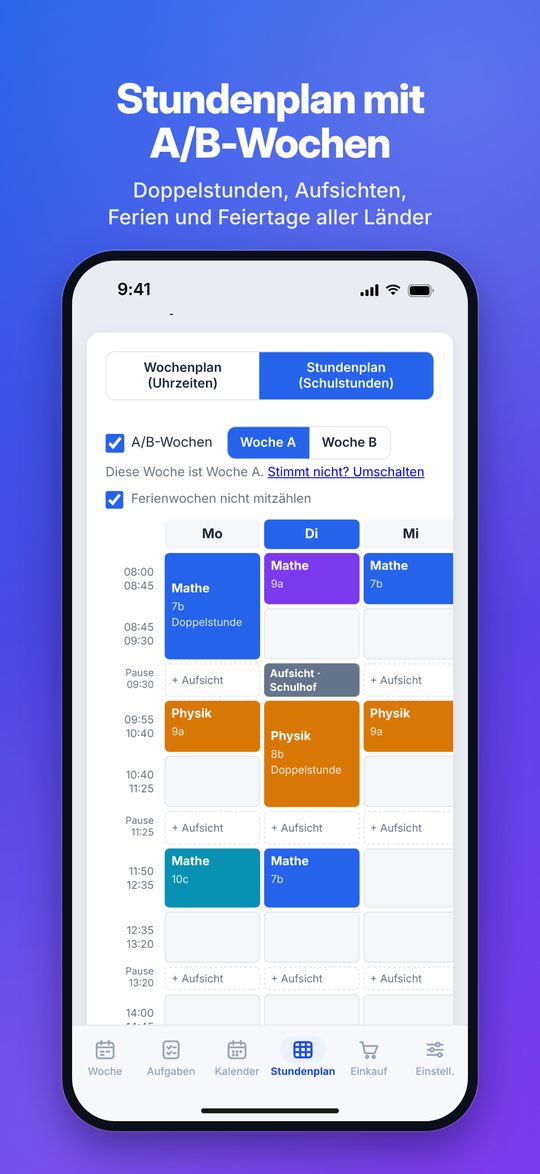 Stundenplan mit
A/B-Wochen
Doppelstunden, Aufsichten,
Ferien und Feiertage aller Länder
9:41
Wochenplan
(Uhrzeiten)
Stundenplan
(Schulstunden)
A/B-Wochen
Woche A
Woche B
Diese Woche ist Woche A. Stimmt nicht? Umschalten
Ferienwochen nicht mitzählen
Mo
Di
Mi
08:00
08:45
Mathe
7b
Doppelstunde
Mathe
9a
Mathe
7b
08:45
09:30
Pause
09:30
+ Aufsicht
Aufsicht ·
Schulhof
+ Aufsicht
09:55
10:40
Physik
9a
Physik
8b
Doppelstunde
Physik
9a
10:40
11:25
Pause
11:25
+ Aufsicht
+ Aufsicht
+ Aufsicht
11:50
12:35
Mathe
10c
Mathe
7b
12:35
13:20
Pause
13:20
+ Aufsicht
+ Aufsicht
+ Aufsicht
14:00
Woche
Aufgaben
Kalender
Stundenplan
Einkauf
Einstell.